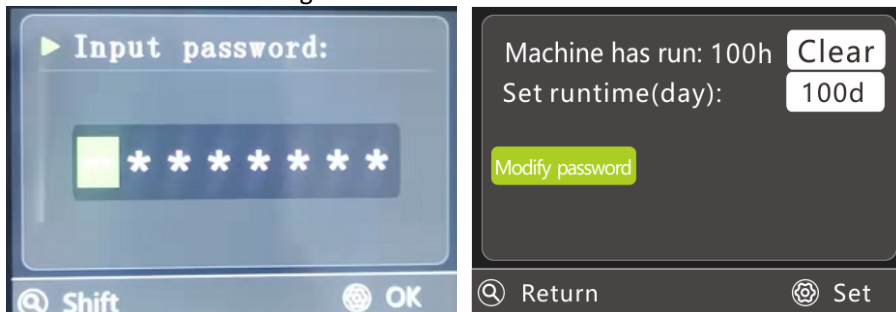 Input password:
* * * * * * *
Shift
OK
Machine has run: 100h
Clear
Set runtime(day):
100d
Modify password
Return
Set